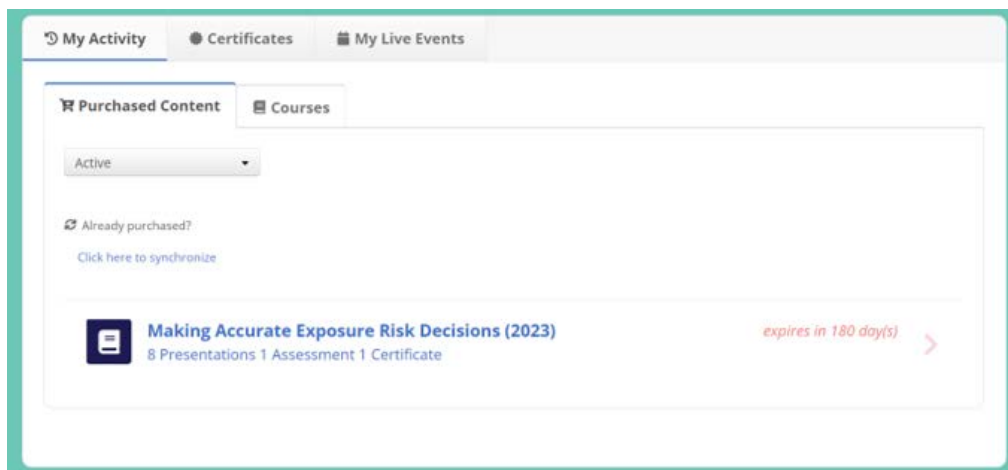 My Activity Certificates My Live Events
Purchased Content Courses
Active
Already purchased?
Click here to synchronize
Making Accurate Exposure Risk Decisions (2023) expires in 180 day(s)
8 Presentations 1 Assessment 1 Certificate